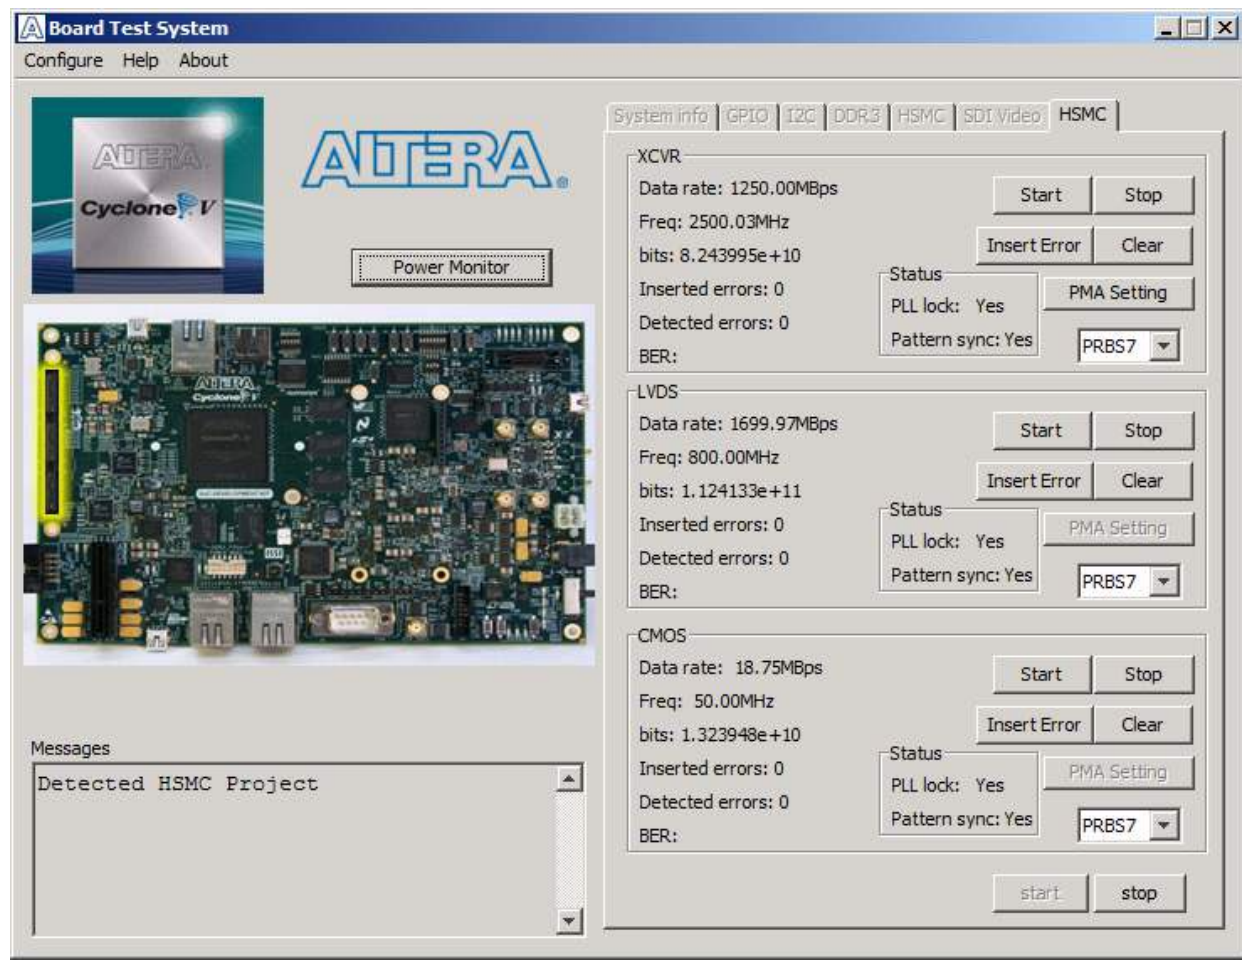 Board Test System
Configure Help About
ALTERA.
Cyclone V
ALTERA®
Power Monitor
ALTERA
Cyclone V
HSSI
Messages
Detected HSMC Project
System info GPIO I2C DDR3 HSMC SDI Video HSMC
XCVR
Data rate: 1250.00MBps
Start Stop
Freq: 2500.03MHz
Insert Error Clear
bits: 8.243995e+10
Status
Inserted errors: 0
PLL lock: Yes
PMA Setting
Detected errors: 0
Pattern sync: Yes
PRBS7
BER:
LVDS
Data rate: 1699.97MBps
Start Stop
Freq: 800.00MHz
Insert Error Clear
bits: 1.124133e+11
Status
Inserted errors: 0
PLL lock: Yes
PMA Setting
Detected errors: 0
Pattern sync: Yes
PRBS7
BER:
CMOS
Data rate: 18.75MBps
Start Stop
Freq: 50.00MHz
Insert Error Clear
bits: 1.323948e+10
Status
Inserted errors: 0
PLL lock: Yes
PMA Setting
Detected errors: 0
Pattern sync: Yes
PRBS7
BER:
start stop